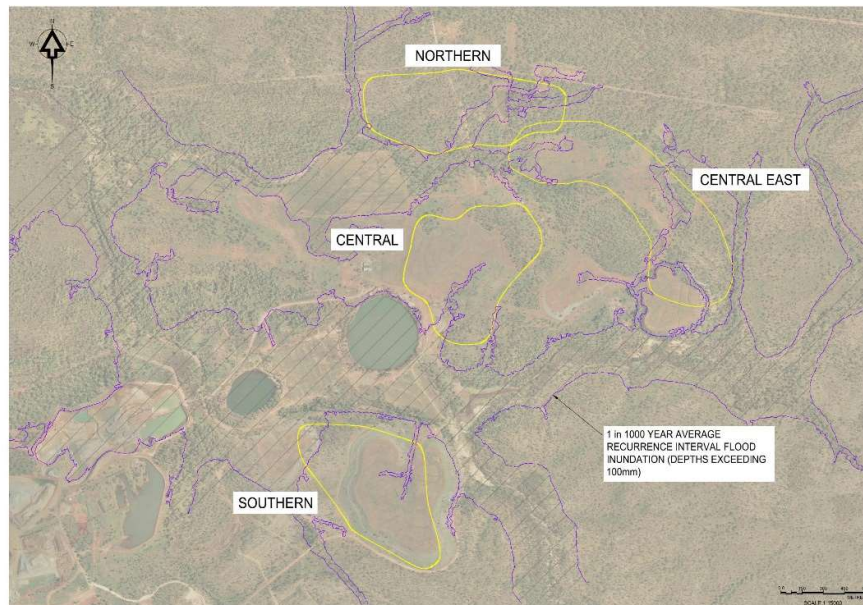 N
W
E
S
NORTHERN
CENTRAL EAST
CENTRAL
1 in 1000 YEAR AVERAGE
RECURRENCE INTERVAL FLOOD
INUNDATION (DEPTHS EXCEEDING
100mm)
SOUTHERN